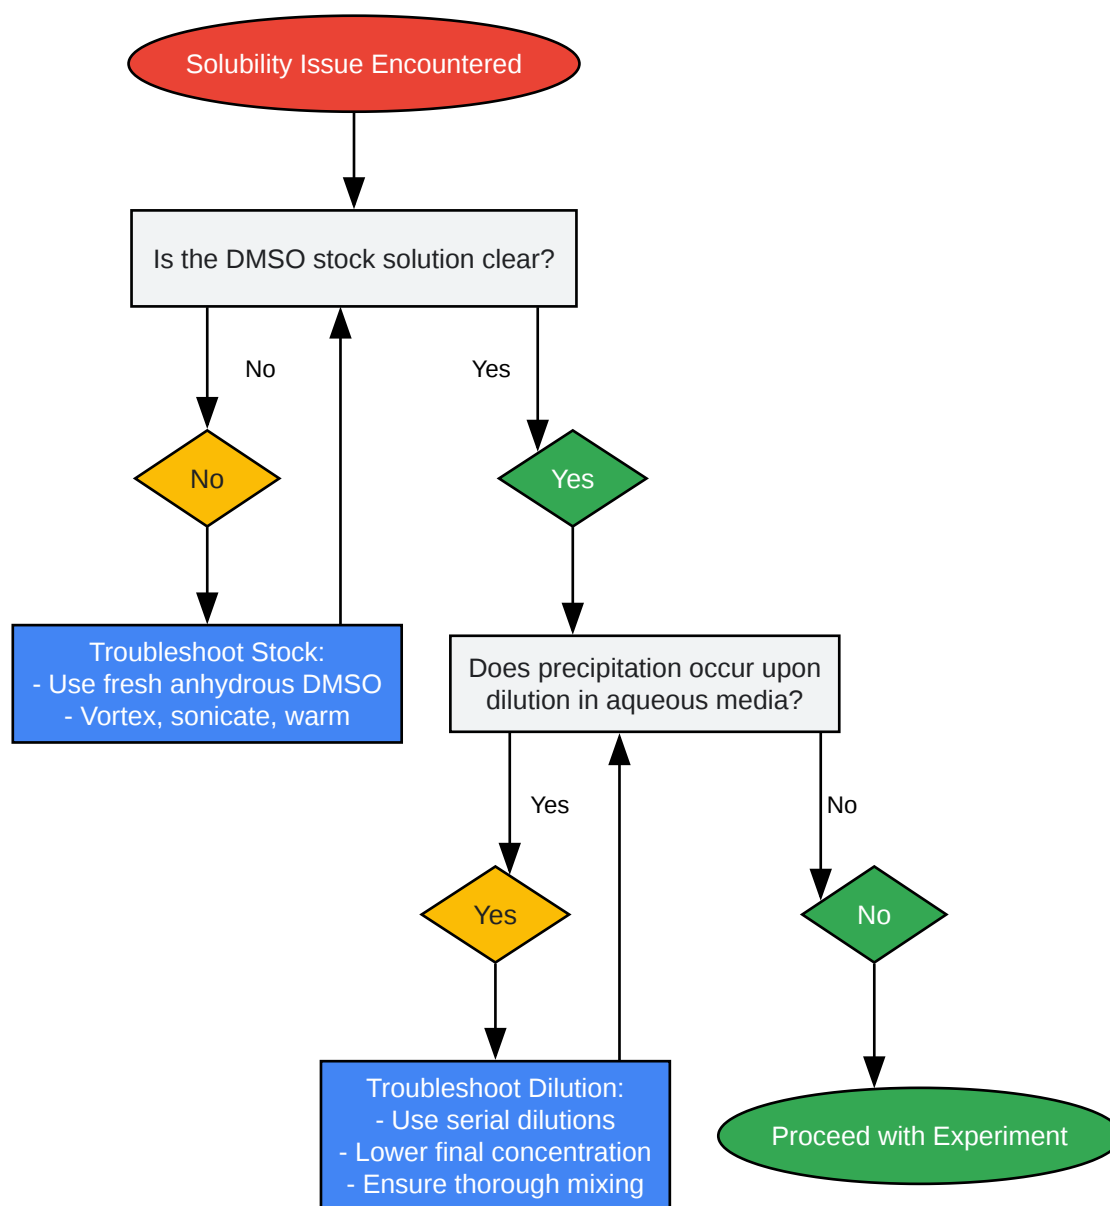 Solubility Issue Encountered
Is the DMSO stock solution clear?
No
Yes
No
Yes
Troubleshoot Stock:
- Use fresh anhydrous DMSO
- Vortex, sonicate, warm
Does precipitation occur upon
dilution in aqueous media?
Yes
No
Yes
No
Troubleshoot Dilution:
- Use serial dilutions
- Lower final concentration
- Ensure thorough mixing
Proceed with Experiment